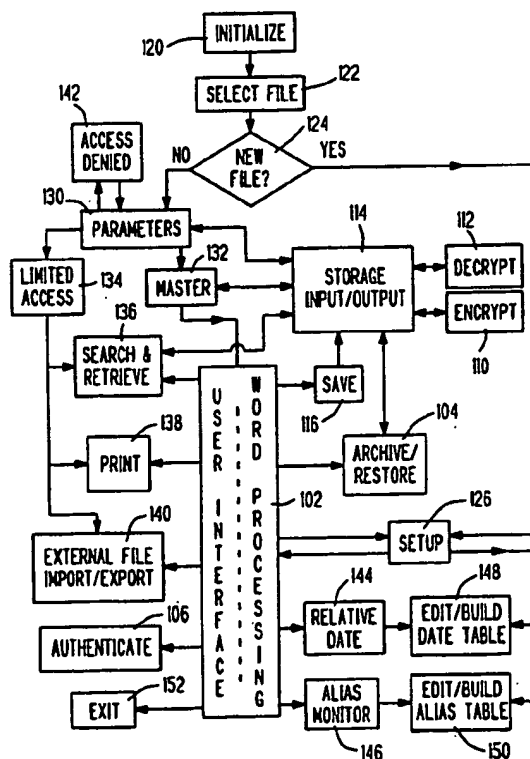 INITIALIZE
120
SELECT FILE
122
142
124
ACCESS
DENIED
NO
NEW
FILE?
YES
130
PARAMETERS
114
112
132
DECRYPT
LIMITED
ACCESS
134
MASTER
STORAGE
INPUT/OUTPUT
ENCRYPT
136
110
SEARCH &
RETRIEVE
SAVE
116
104
138
PRINT
USER INTERFACE
WORD PROCESSING
102
ARCHIVE/
RESTORE
140
126
EXTERNAL FILE
IMPORT/EXPORT
SETUP
106
144
148
AUTHENTICATE
RELATIVE
DATE
EDIT/BUILD
DATE TABLE
152
EXIT
ALIAS
MONITOR
EDIT/BUILD
ALIAS TABLE
146
150